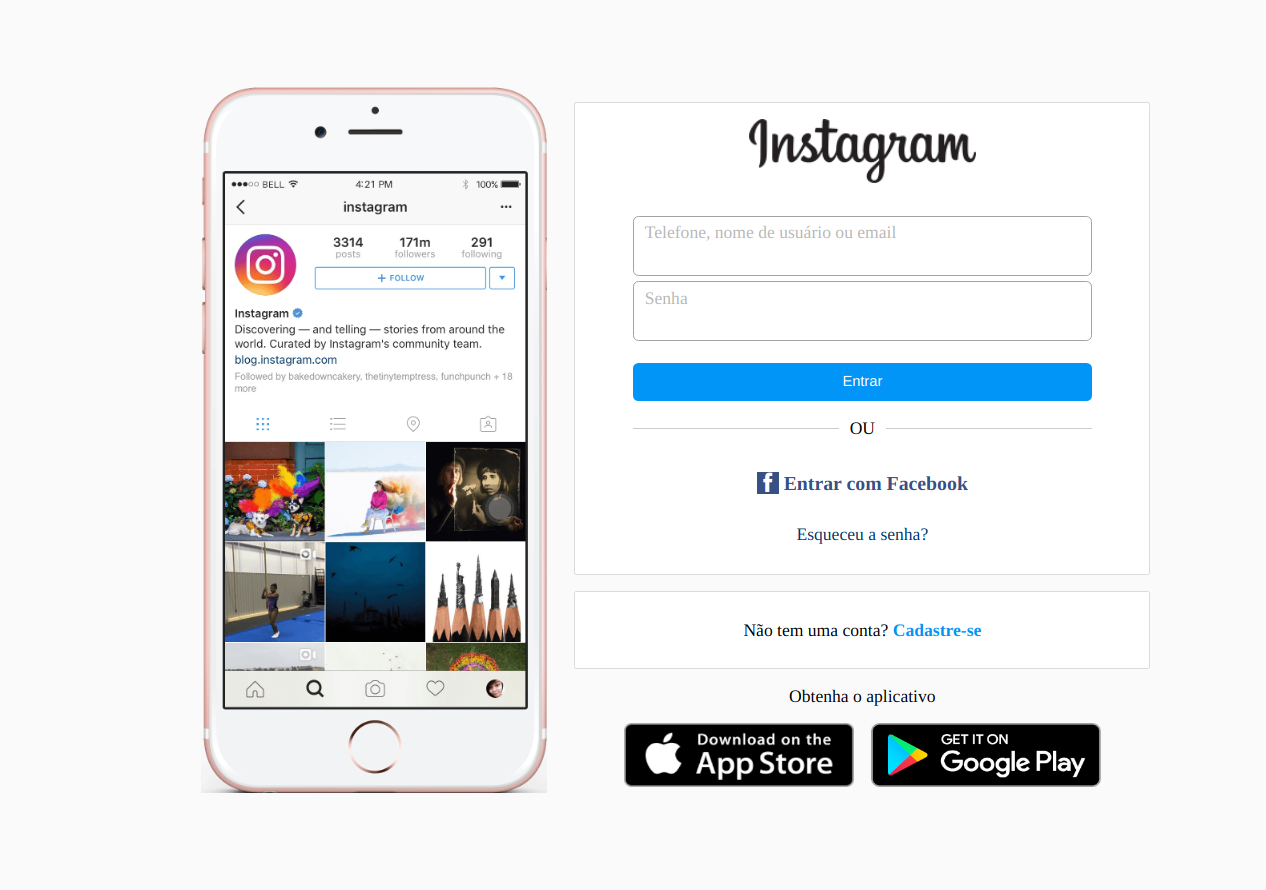 BELL 4:21 PM 100%
instagram ...
3314 171m 291
posts followers following
+ FOLLOW
Instagram
Discovering — and telling — stories from around the
world. Curated by Instagram's community team.
blog.instagram.com
Followed by bakedowncakery, thetinytemptress, funchpunch + 18
more
Instagram
Telefone, nome de usuário ou email
Senha
Entrar
OU
f Entrar com Facebook
Esqueceu a senha?
Não tem uma conta? Cadastre-se
Obtenha o aplicativo
Download on the
App Store
GET IT ON
Google Play